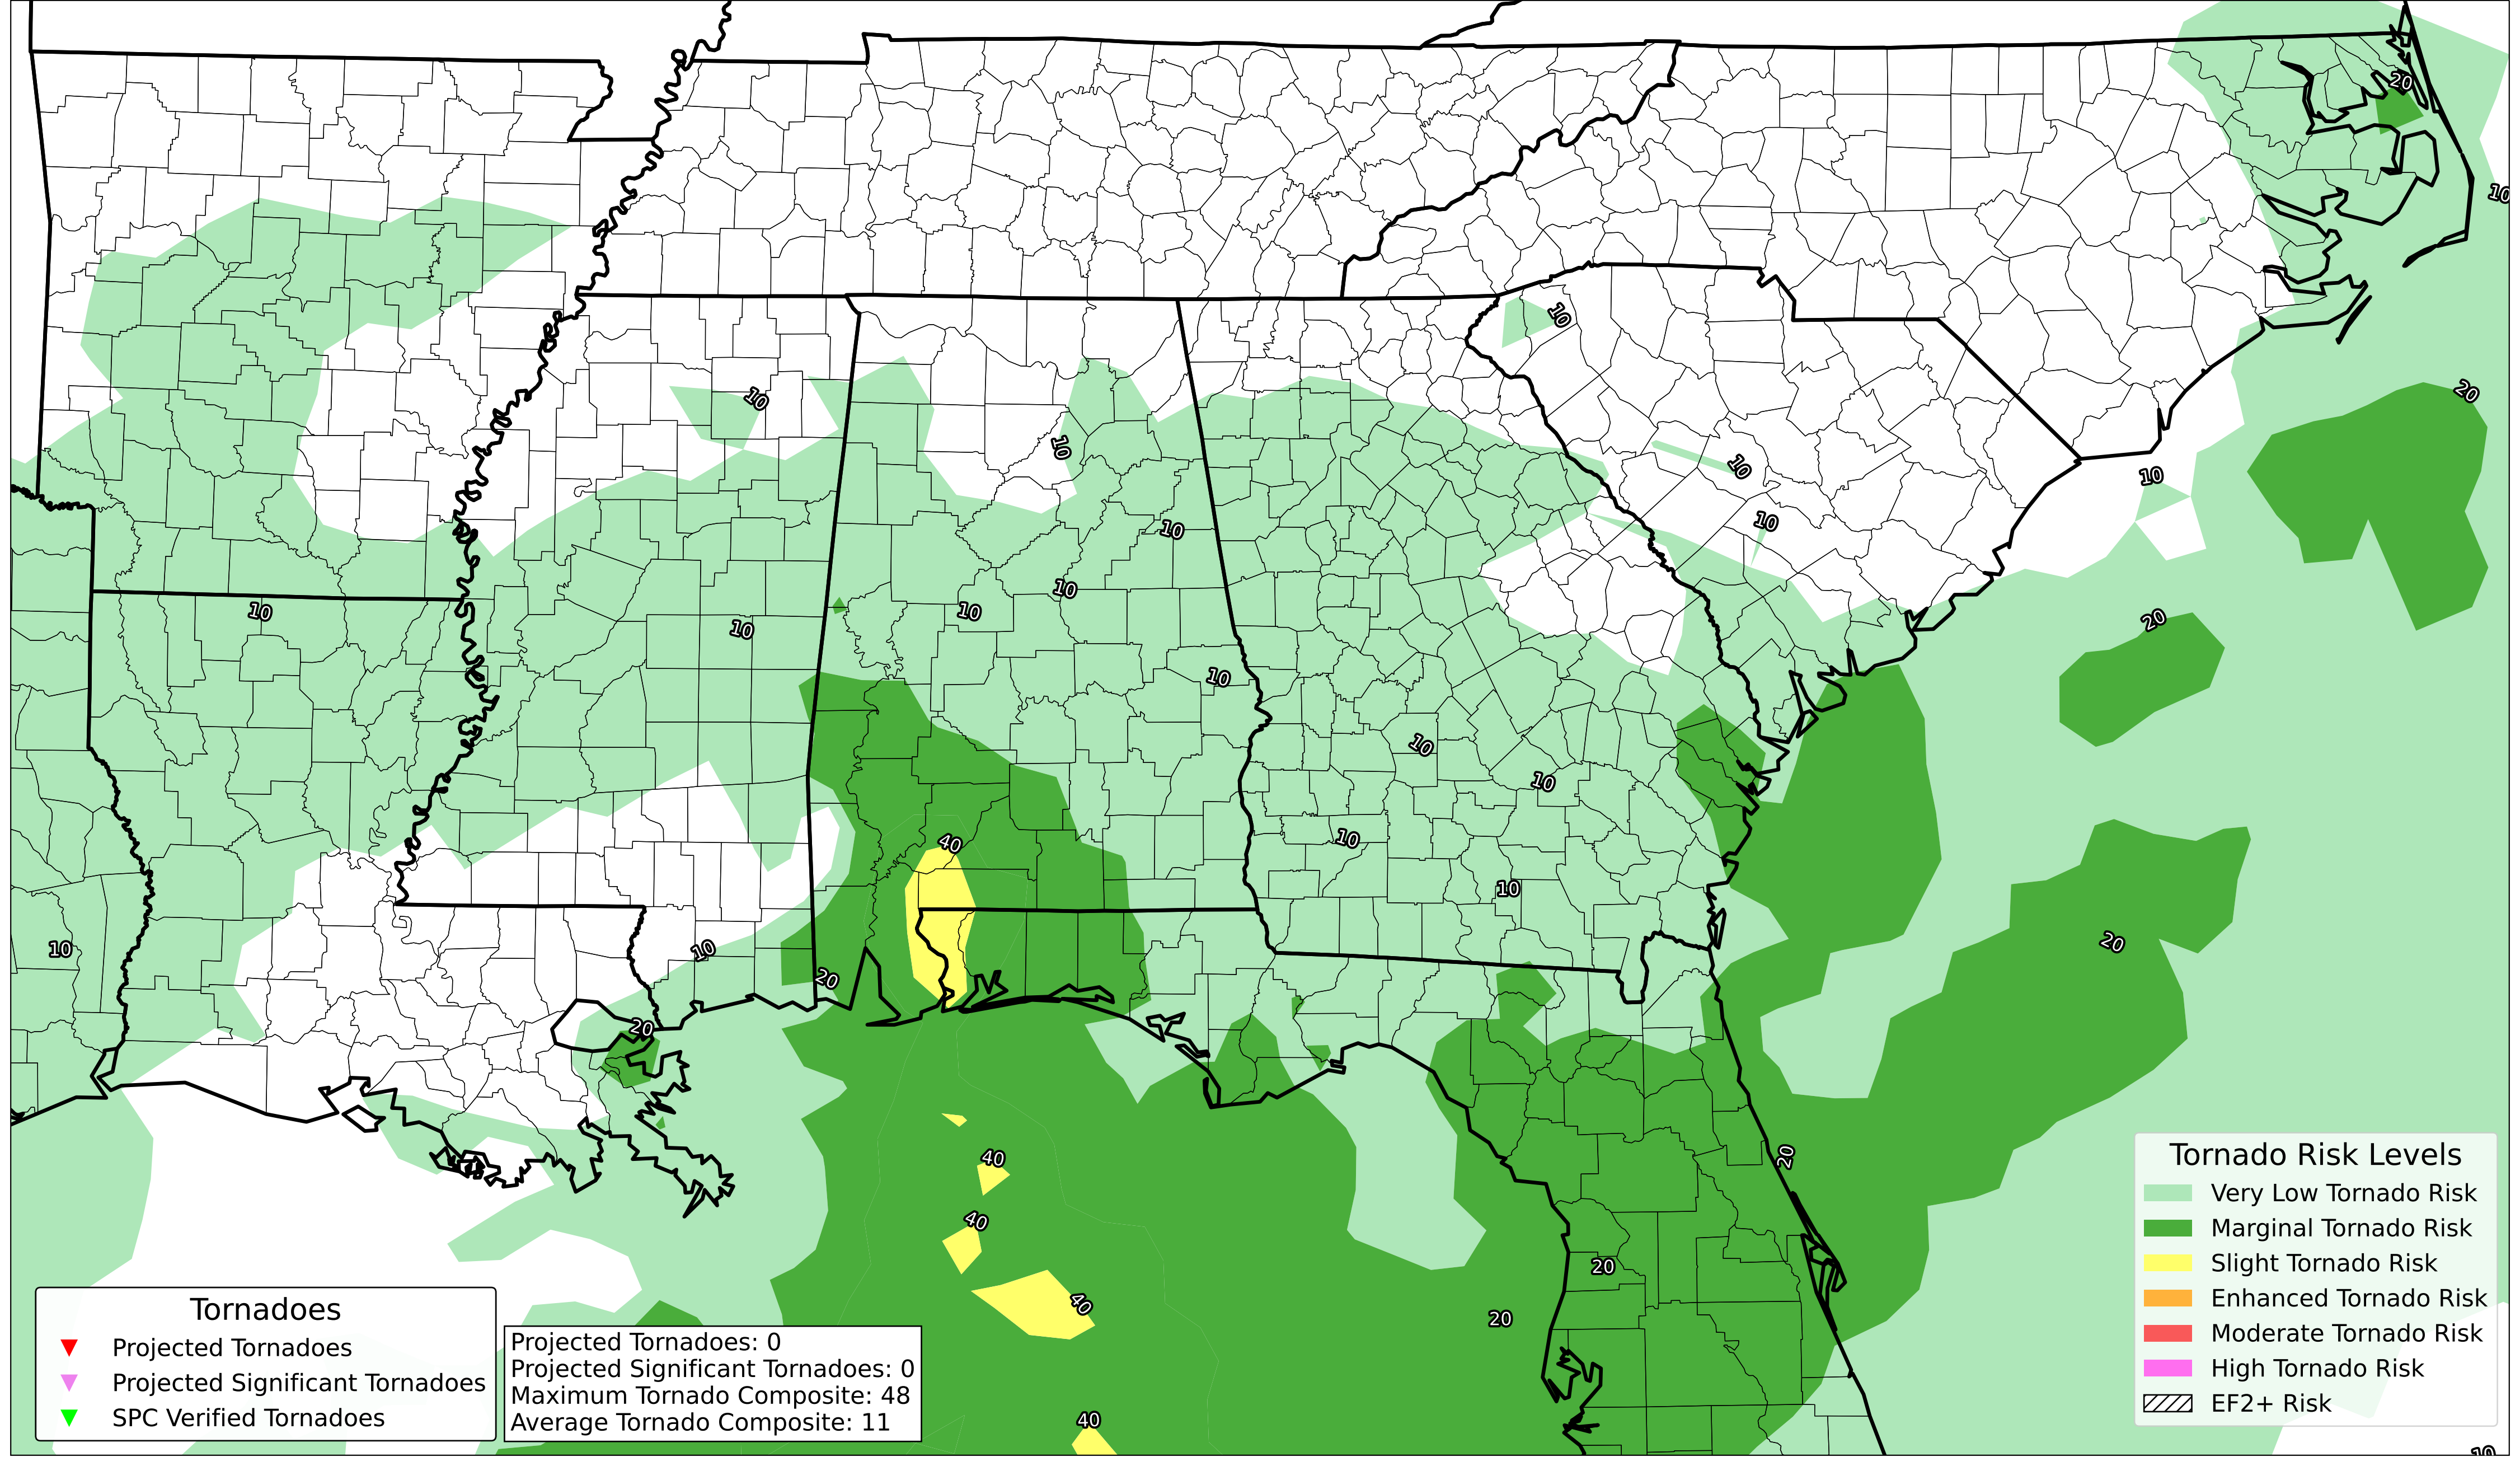 20
10
10
20
10
10
10
10
10
10
10
10
10
20
10
10
10
10
40
10
10
10
10
20
20
20
40
20
40
20
40
20
40
10
Tornado Risk Levels
Very Low Tornado Risk
Marginal Tornado Risk
Slight Tornado Risk
Enhanced Tornado Risk
Moderate Tornado Risk
High Tornado Risk
EF2+ Risk
Tornadoes
Projected Tornadoes
Projected Significant Tornadoes
SPC Verified Tornadoes
Projected Tornadoes: 0
Projected Significant Tornadoes: 0
Maximum Tornado Composite: 48
Average Tornado Composite: 11